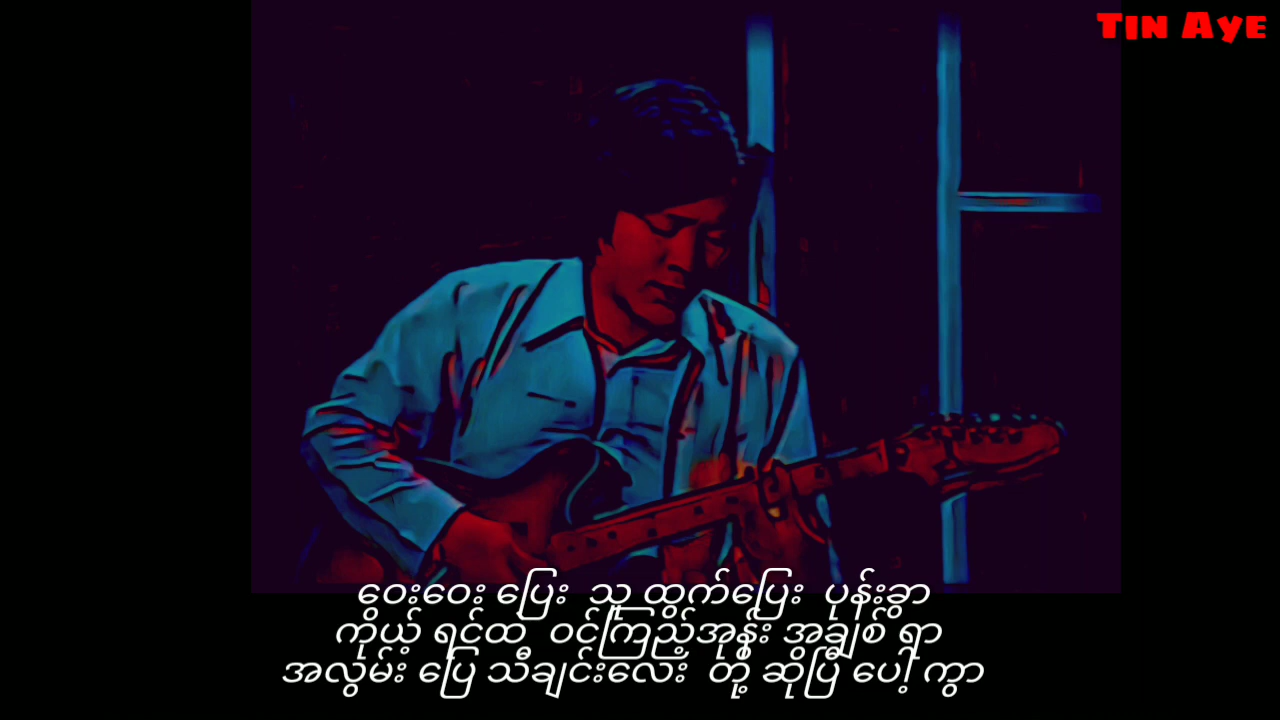 Tin Aye
ဝေးဝေး ပြေး သူ ထွက်ပြေး ပုန်းခွာ
ကိုယ့် ရင်ထဲ ဝင်ကြည့်အုန်း အချစ် ရာ
အလွမ်း ပြေ သီချင်းလေး တို့ ဆိုပြီ ပေါ့ ကွာ